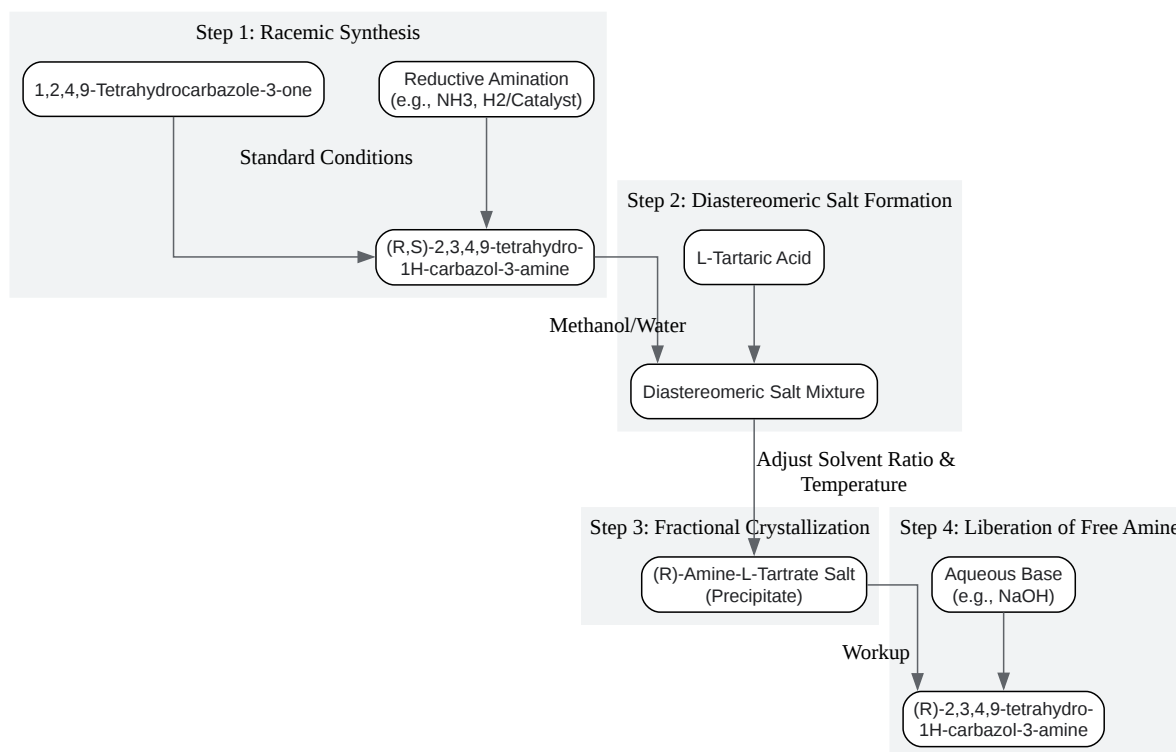 Step 1: Racemic Synthesis
1,2,4,9-Tetrahydrocarbazole-3-one
Reductive Amination
(e.g., NH3, H2/Catalyst)
Standard Conditions
(R,S)-2,3,4,9-tetrahydro-
1H-carbazol-3-amine
Step 2: Diastereomeric Salt Formation
L-Tartaric Acid
Methanol/Water
Diastereomeric Salt Mixture
Adjust Solvent Ratio &
Temperature
Step 3: Fractional Crystallization
(R)-Amine-L-Tartrate Salt
(Precipitate)
Step 4: Liberation of Free Amine
Aqueous Base
(e.g., NaOH)
Workup
(R)-2,3,4,9-tetrahydro-
1H-carbazol-3-amine